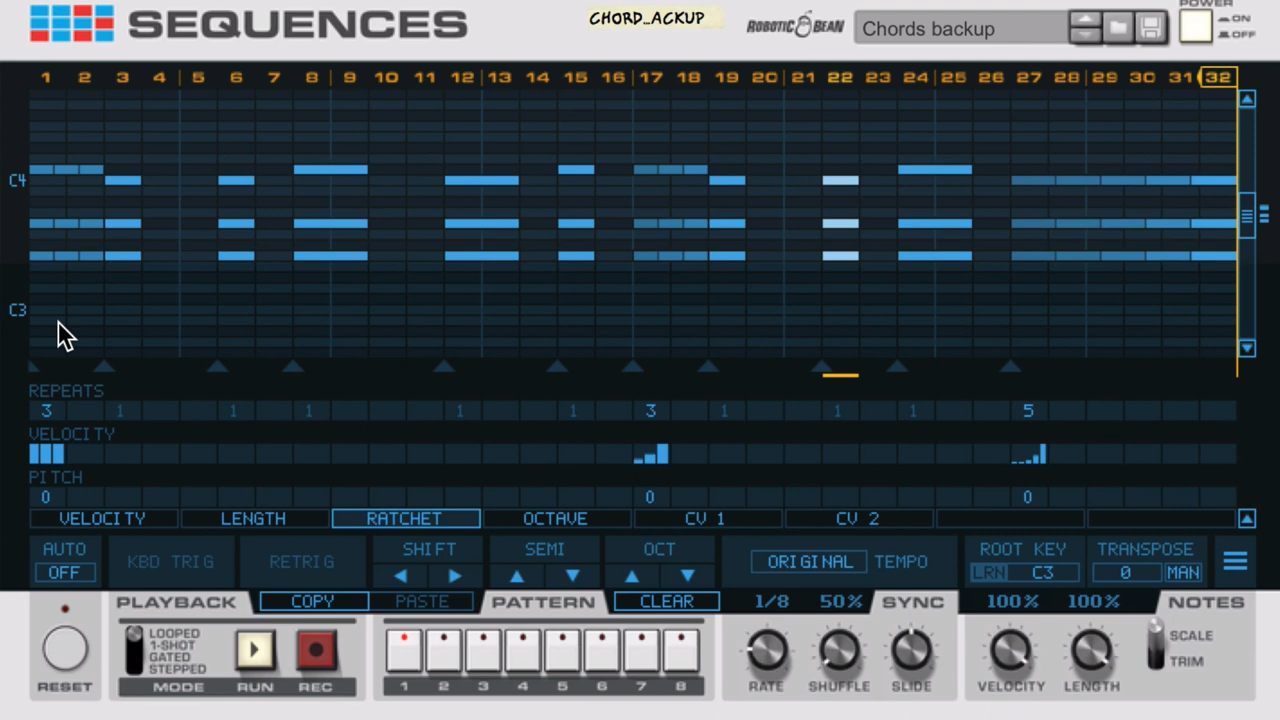 SEQUENCES
CHORD_ACKUP
ROBOTIC BEAN
Chords backup
POWER
ON
OFF
1 2 3 4 5 6 7 8 9 10 11 12 13 14 15 16 17 18 19 20 21 22 23 24 25 26 27 28 29 30 31 32
C4
C3
REPEATS
3 1 1 1 1 1 3 1 1 1 5
VELOCITY
PITCH
0 0 0
VELOCITY LENGTH RATCHET OCTAVE CV 1 CV 2
AUTO KBD TRIG RETRIG SHIFT SEMI OCT ORIGINAL TEMPO ROOT KEY TRANSPOSE
OFF LRN C3 0 MAN
PLAYBACK COPY PASTE PATTERN CLEAR 1/8 50% SYNC 100% 100% NOTES
LOOPED
1-SHOT
GATED
STEPPED
SCALE
TRIM
RESET MODE RUN REC 1 2 3 4 5 6 7 8 RATE SHUFFLE SLIDE VELOCITY LENGTH